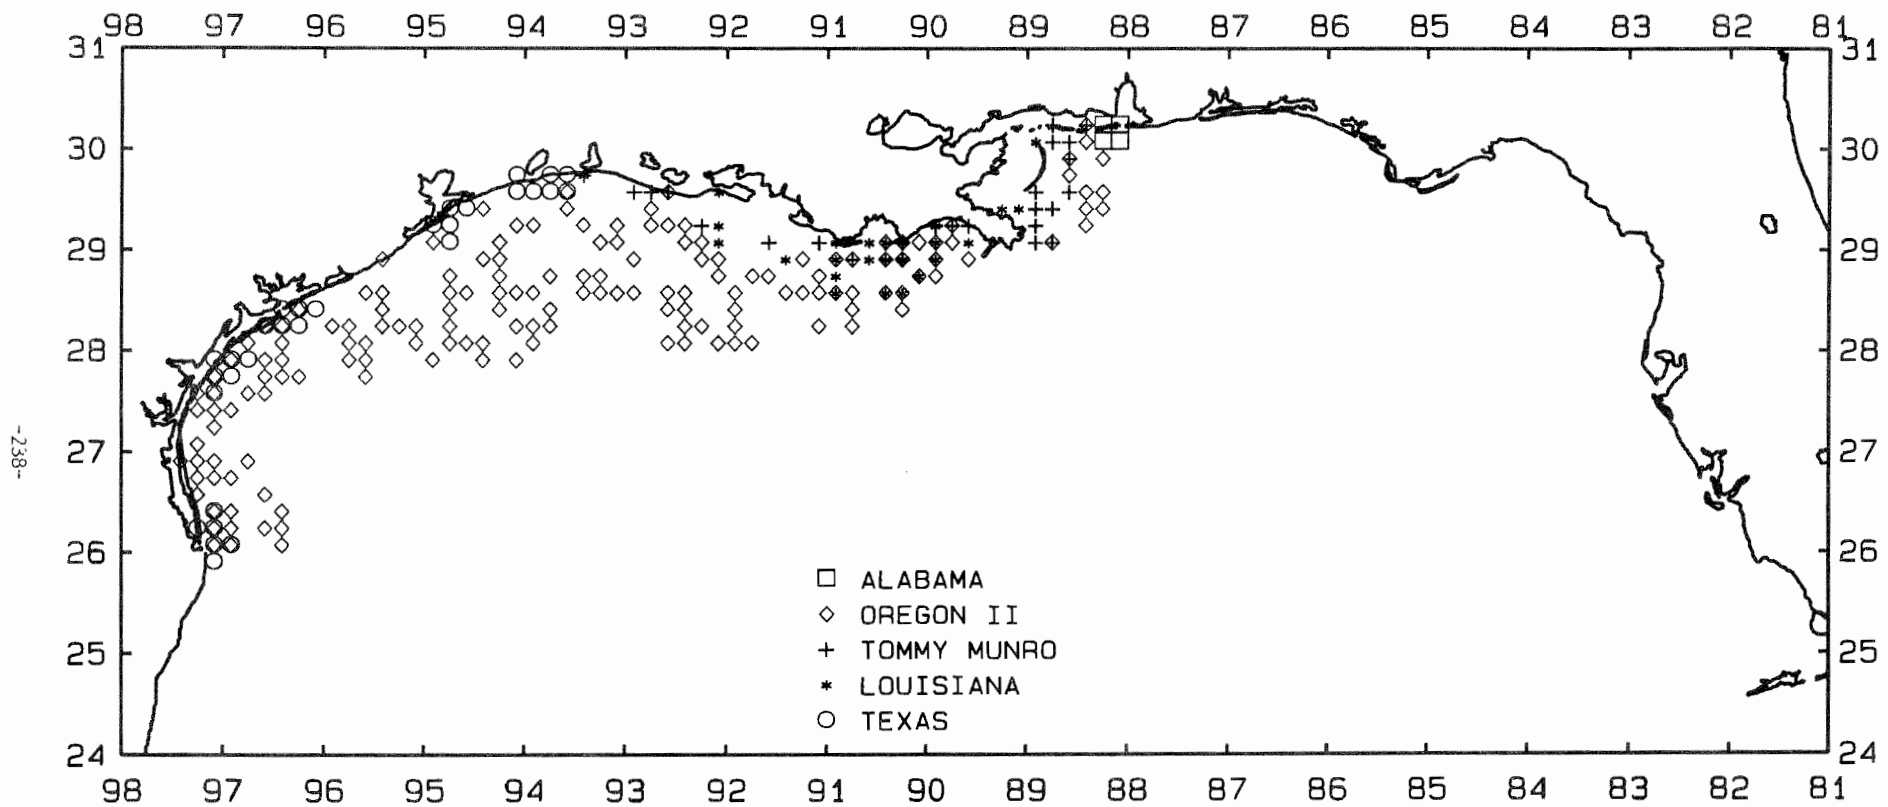 98 97 96 95 94 93 92 91 90 89 88 87 86 85 84 83 82 81
31 31
30 30
29 29
28 28
27 27
26 26
25 25
24 24
ALABAMA
OREGON II
TOMMY MUNRO
LOUISIANA
TEXAS
98 97 96 95 94 93 92 91 90 89 88 87 86 85 84 83 82 81
-238-